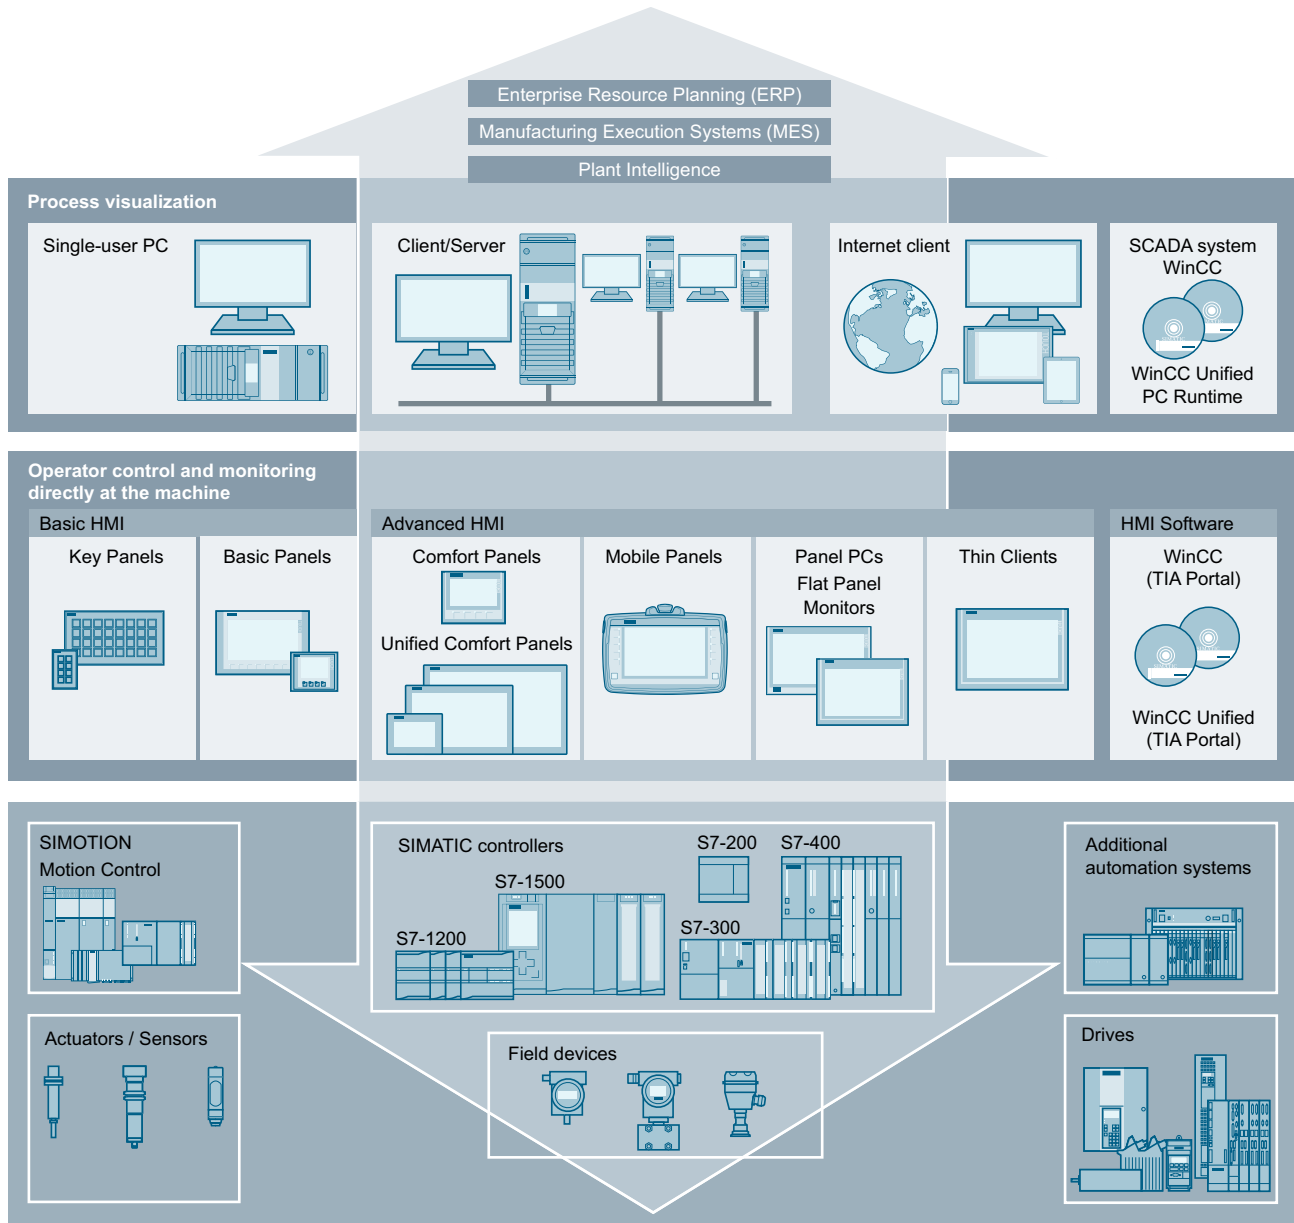 Enterprise Resource Planning (ERP)
Manufacturing Execution Systems (MES)
Plant Intelligence
Process visualization
Single-user PC
Client/Server
Internet client
SCADA system
WinCC
WinCC Unified
PC Runtime
Operator control and monitoring
directly at the machine
Basic HMI
Key Panels
Basic Panels
Advanced HMI
Comfort Panels
Unified Comfort Panels
Mobile Panels
Panel PCs
Flat Panel
Monitors
Thin Clients
HMI Software
WinCC
(TIA Portal)
WinCC Unified
(TIA Portal)
SIMOTION
Motion Control
SIMATIC controllers
S7-200
S7-400
S7-1500
S7-1200
S7-300
Additional
automation systems
Actuators / Sensors
Field devices
Drives